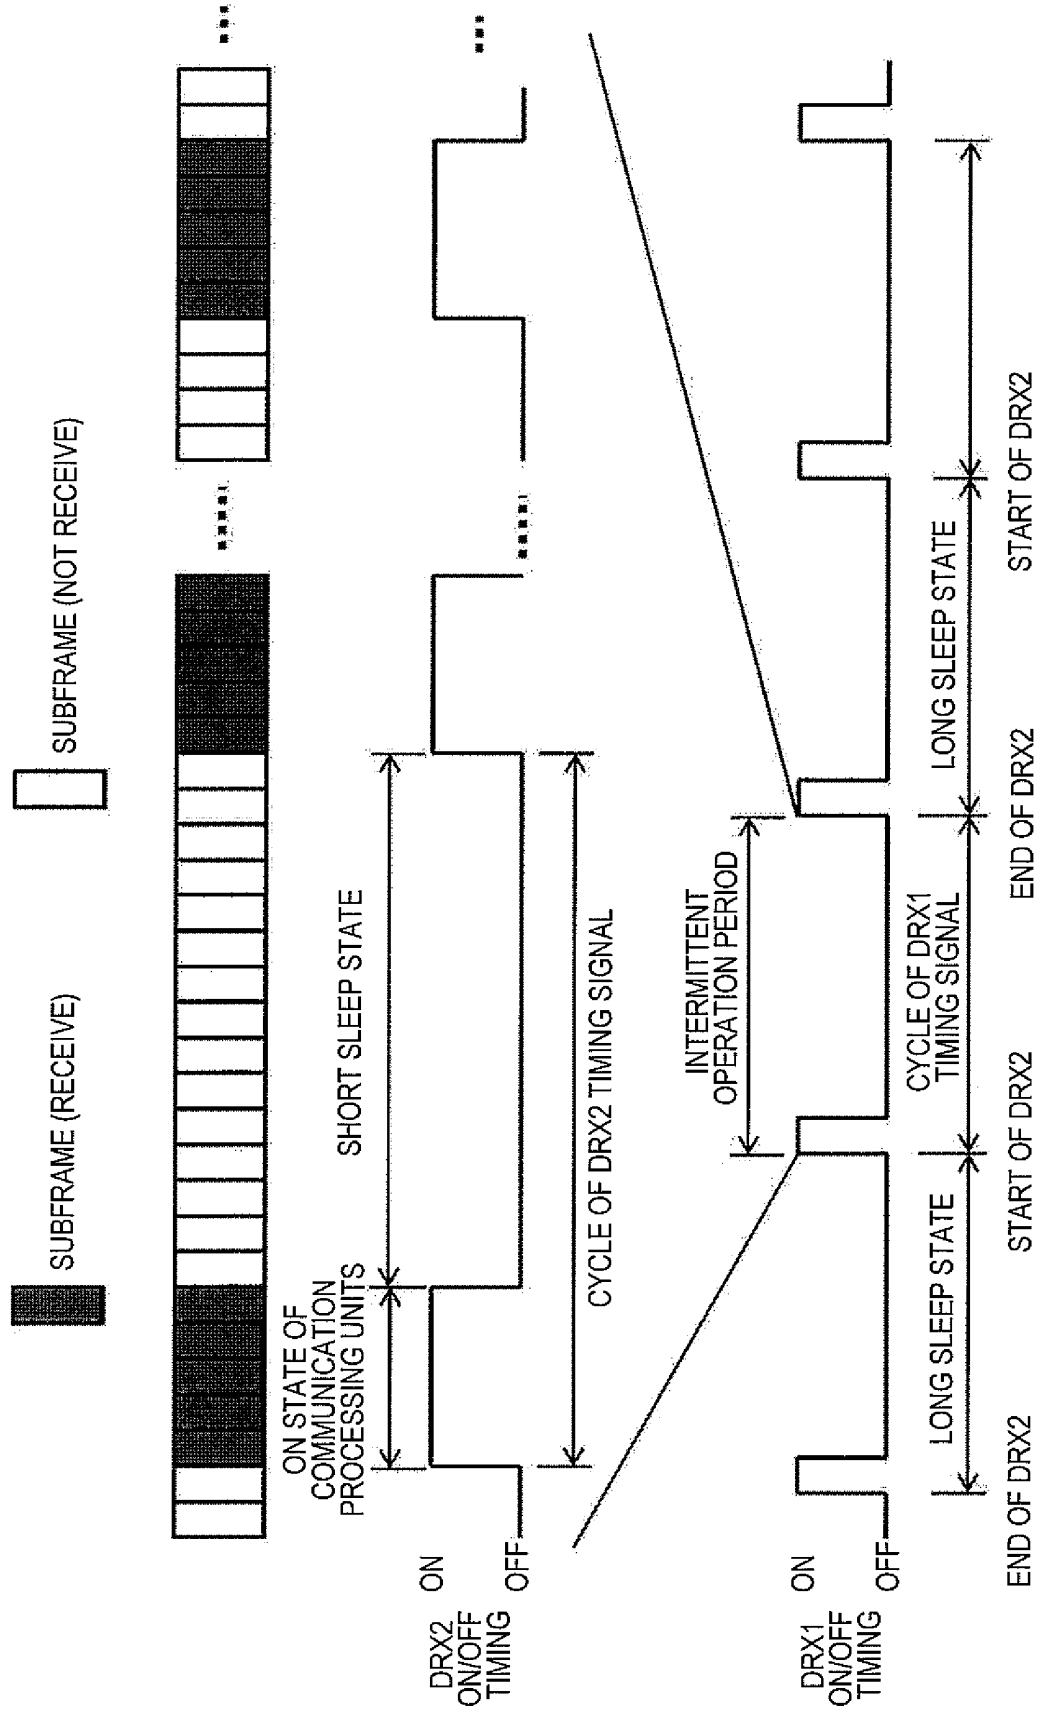 SUBFRAME (RECEIVE)
SUBFRAME (NOT RECEIVE)
ON STATE OF
COMMUNICATION
PROCESSING UNITS
SHORT SLEEP STATE
DRX2
ON/OFF
TIMING
ON
OFF
CYCLE OF DRX2 TIMING SIGNAL
INTERMITTENT
OPERATION PERIOD
DRX1
ON/OFF
TIMING
ON
OFF
LONG SLEEP STATE
CYCLE OF DRX1
TIMING SIGNAL
LONG SLEEP STATE
END OF DRX2
START OF DRX2
END OF DRX2
START OF DRX2